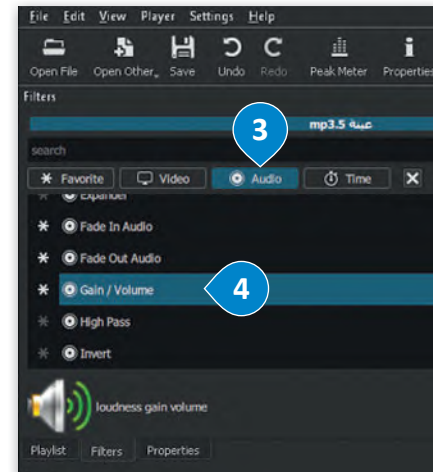 File Edit View Player Settings Help
Open File Open Other Save Undo Redo Peak Meter Properties
Filters
عينة 5.mp3
3
search
Favorite Video Audio Time
Expander
Fade In Audio
Fade Out Audio
Gain / Volume
4
High Pass
Invert
loudness gain volume
Playlist Filters Properties